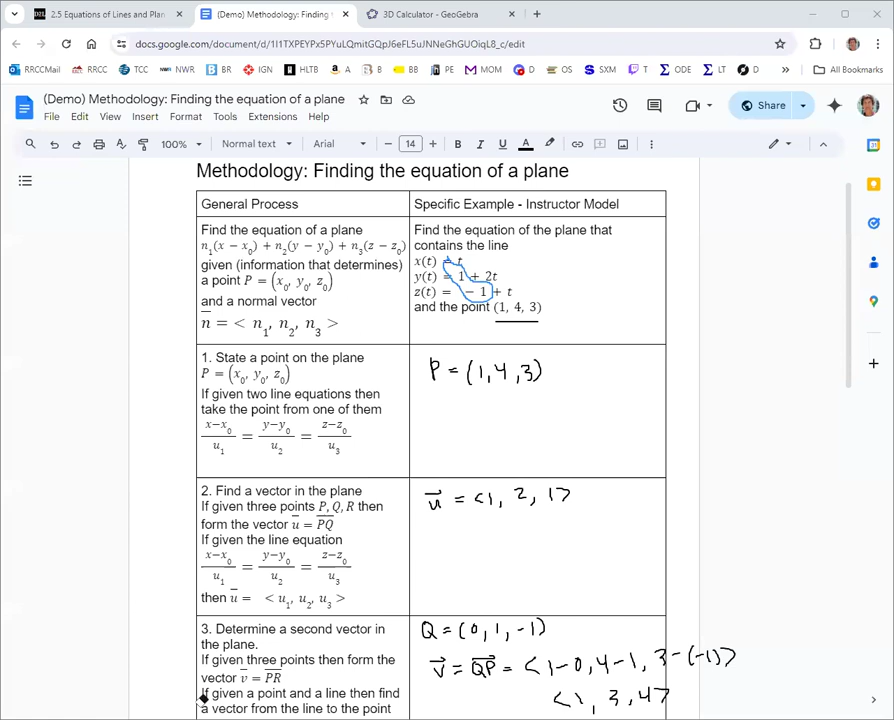 2.5 Equations of Lines and Plan
(Demo) Methodology: Finding t
3D Calculator - GeoGebra
docs.google.com/document/d/1I1TXPEYPx5PYuLQmitGQpJ6eFL5uJNNeGhGUOiqL8_c/edit
RRCCMail RRCC TCC NWR BR IGN HLTB A B BB PE MOM D OS SXM T ODE LT D » All Bookmarks
(Demo) Methodology: Finding the equation of a plane
File Edit View Insert Format Tools Extensions Help
Share
100% Normal text Arial 14 B I U A
31
Methodology: Finding the equation of a plane
General Process
Specific Example - Instructor Model
Find the equation of a plane
n₁(x − x₀) + n₂(y − y₀) + n₃(z − z₀)
given (information that determines)
a point P = (x₀, y₀, z₀)
and a normal vector
n̅ = < n₁, n₂, n₃ >
Find the equation of the plane that
contains the line
x(t) = t
y(t) = 1 + 2t
z(t) = − 1 + t
and the point (1, 4, 3)
1. State a point on the plane
P = (x₀, y₀, z₀)
If given two line equations then
take the point from one of them
x−x₀/u₁ = y−y₀/u₂ = z−z₀/u₃
P = (1, 4, 3)
2. Find a vector in the plane
If given three points P, Q, R then
form the vector u̅ = P̅Q̅
If given the line equation
x−x₀/u₁ = y−y₀/u₂ = z−z₀/u₃
then u̅ = < u₁, u₂, u₃ >
u⃗ = <1, 2, 1>
3. Determine a second vector in
the plane.
If given three points then form the
vector v̅ = P̅R̅
If given a point and a line then find
a vector from the line to the point
Q = (0, 1, -1)
v⃗ = QP⃗ = <1-0, 4-1, 3-(-1)>
<1, 3, 4>